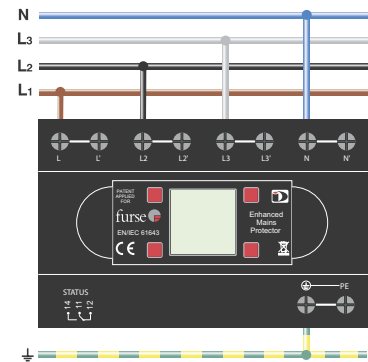 N
L3
L2
L1
L L' L2 L2' L3 L3' N N'
PATENT
APPLIED
FOR
furse
EN/IEC 61643
CE
Enhanced
Mains
Protector
STATUS
14 11 12
PE